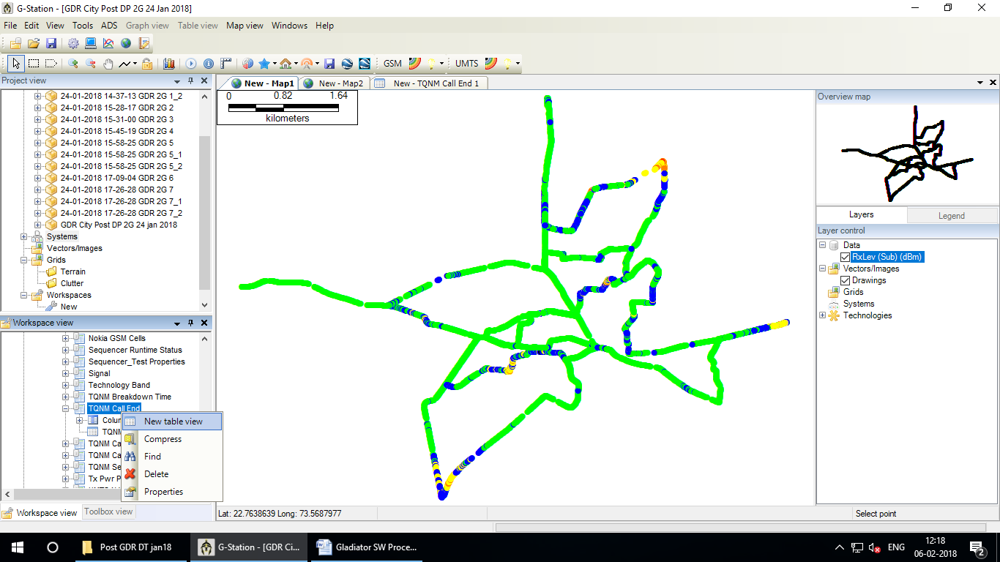 G-Station - [GDR City Post DP 2G 24 Jan 2018]
File Edit View Tools ADS Graph view Table view Map view Windows Help
GSM UMTS
Project view
24-01-2018 14-37-13 GDR 2G 1_2
24-01-2018 15-28-17 GDR 2G 2
24-01-2018 15-31-00 GDR 2G 3
24-01-2018 15-45-19 GDR 2G 4
24-01-2018 15-58-25 GDR 2G 5
24-01-2018 15-58-25 GDR 2G 5_1
24-01-2018 15-58-25 GDR 2G 5_2
24-01-2018 17-09-04 GDR 2G 6
24-01-2018 17-26-28 GDR 2G 7
24-01-2018 17-26-28 GDR 2G 7_1
24-01-2018 17-26-28 GDR 2G 7_2
GDR City Post DP 2G 24 jan 2018
Systems
Vectors/Images
Grids
Terrain
Clutter
Workspaces
New
Workspace view
Nokia GSM Cells
Sequencer Runtime Status
Sequencer_Test Properties
Signal
Technology Band
TQNM Breakdown Time
TQNM Call End
Colu
TQN
TQNM Ca
TQNM Ca
TQNM Se
Tx Pwr P
New table view
Compress
Find
Delete
Properties
Workspace view Toolbox view
New - Map1 New - Map2 New - TQNM Call End 1
0 0.82 1.64
kilometers
Lat: 22.7638639 Long: 73.5687977
Overview map
Layers Legend
Layer control
Data
RxLev (Sub) (dBm)
Vectors/Images
Drawings
Grids
Systems
Technologies
Select point
Post GDR DT jan18 G-Station - [GDR Ci... Gladiator SW Proce... ENG 12:18
06-02-2018
2